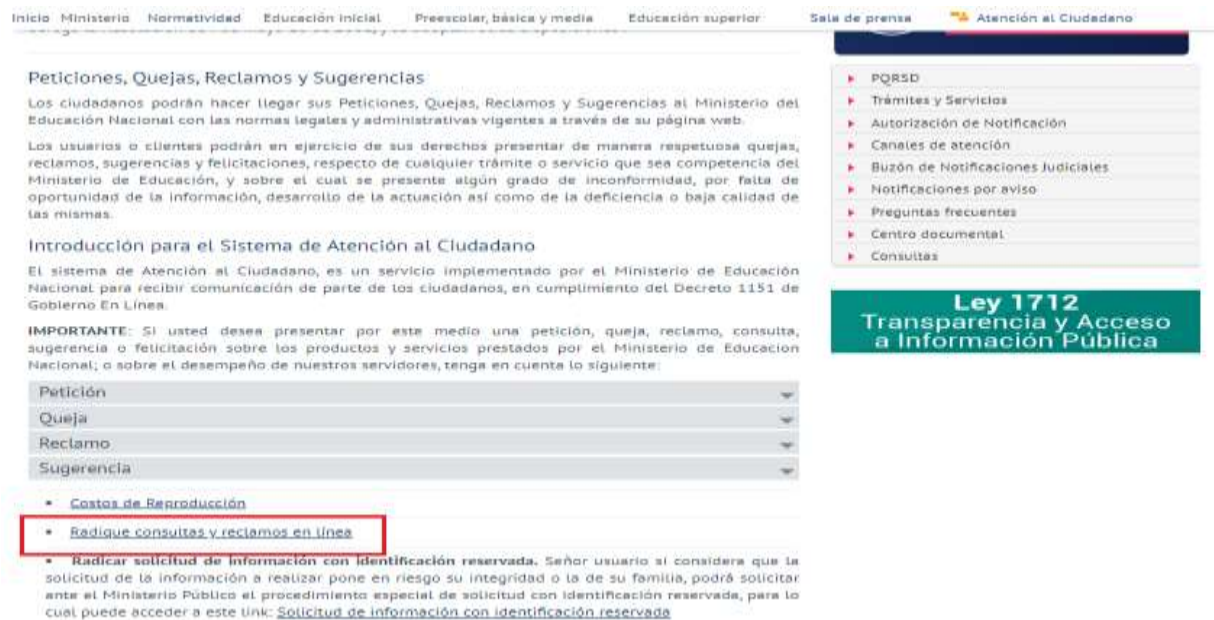 Inicio Ministerio Normatividad Educación inicial Preescolar, básica y media Educación superior Sala de prensa Atención al Ciudadano
Peticiones, Quejas, Reclamos y Sugerencias
Los ciudadanos podrán hacer llegar sus Peticiones, Quejas, Reclamos y Sugerencias al Ministerio del
Educación Nacional con las normas legales y administrativas vigentes a través de su página web.
Los usuarios o clientes podrán en ejercicio de sus derechos presentar de manera respetuosa quejas,
reclamos, sugerencias y felicitaciones, respecto de cualquier trámite o servicio que sea competencia del
Ministerio de Educación, y sobre el cual se presente algún grado de inconformidad, por falta de
oportunidad de la información, desarrollo de la actuación así como de la deficiencia o baja calidad de
las mismas.
Introducción para el Sistema de Atención al Ciudadano
El sistema de Atención al Ciudadano, es un servicio implementado por el Ministerio de Educación
Nacional para recibir comunicación de parte de los ciudadanos, en cumplimiento del Decreto 1151 de
Gobierno En Línea.
IMPORTANTE: Si usted desea presentar por este medio una petición, queja, reclamo, consulta,
sugerencia o felicitación sobre los productos y servicios prestados por el Ministerio de Educacion
Nacional; o sobre el desempeño de nuestros servidores, tenga en cuenta lo siguiente:
Petición
Queja
Reclamo
Sugerencia
Costos de Reproducción
Radique consultas y reclamos en línea
Radicar solicitud de información con identificación reservada. Señor usuario si considera que la
solicitud de la información a realizar pone en riesgo su integridad o la de su familia, podrá solicitar
ante el Ministerio Público el procedimiento especial de solicitud con identificación reservada, para lo
cual puede acceder a este link: Solicitud de información con identificación reservada
PQRSD
Trámites y Servicios
Autorización de Notificación
Canales de atención
Buzón de Notificaciones Judiciales
Notificaciones por aviso
Preguntas frecuentes
Centro documental
Consultas
Ley 1712
Transparencia y Acceso
a Información Pública